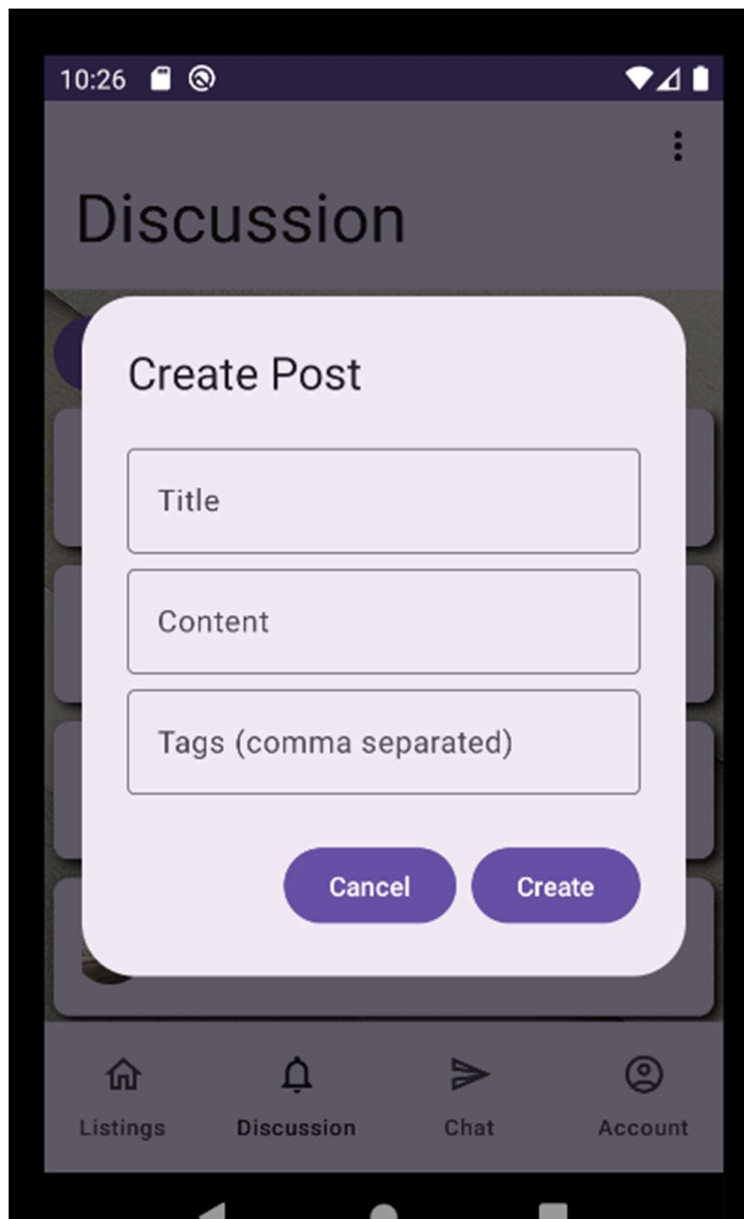 10:26
Discussion
Create Post
Title
Content
Tags (comma separated)
Cancel Create
Listings Discussion Chat Account